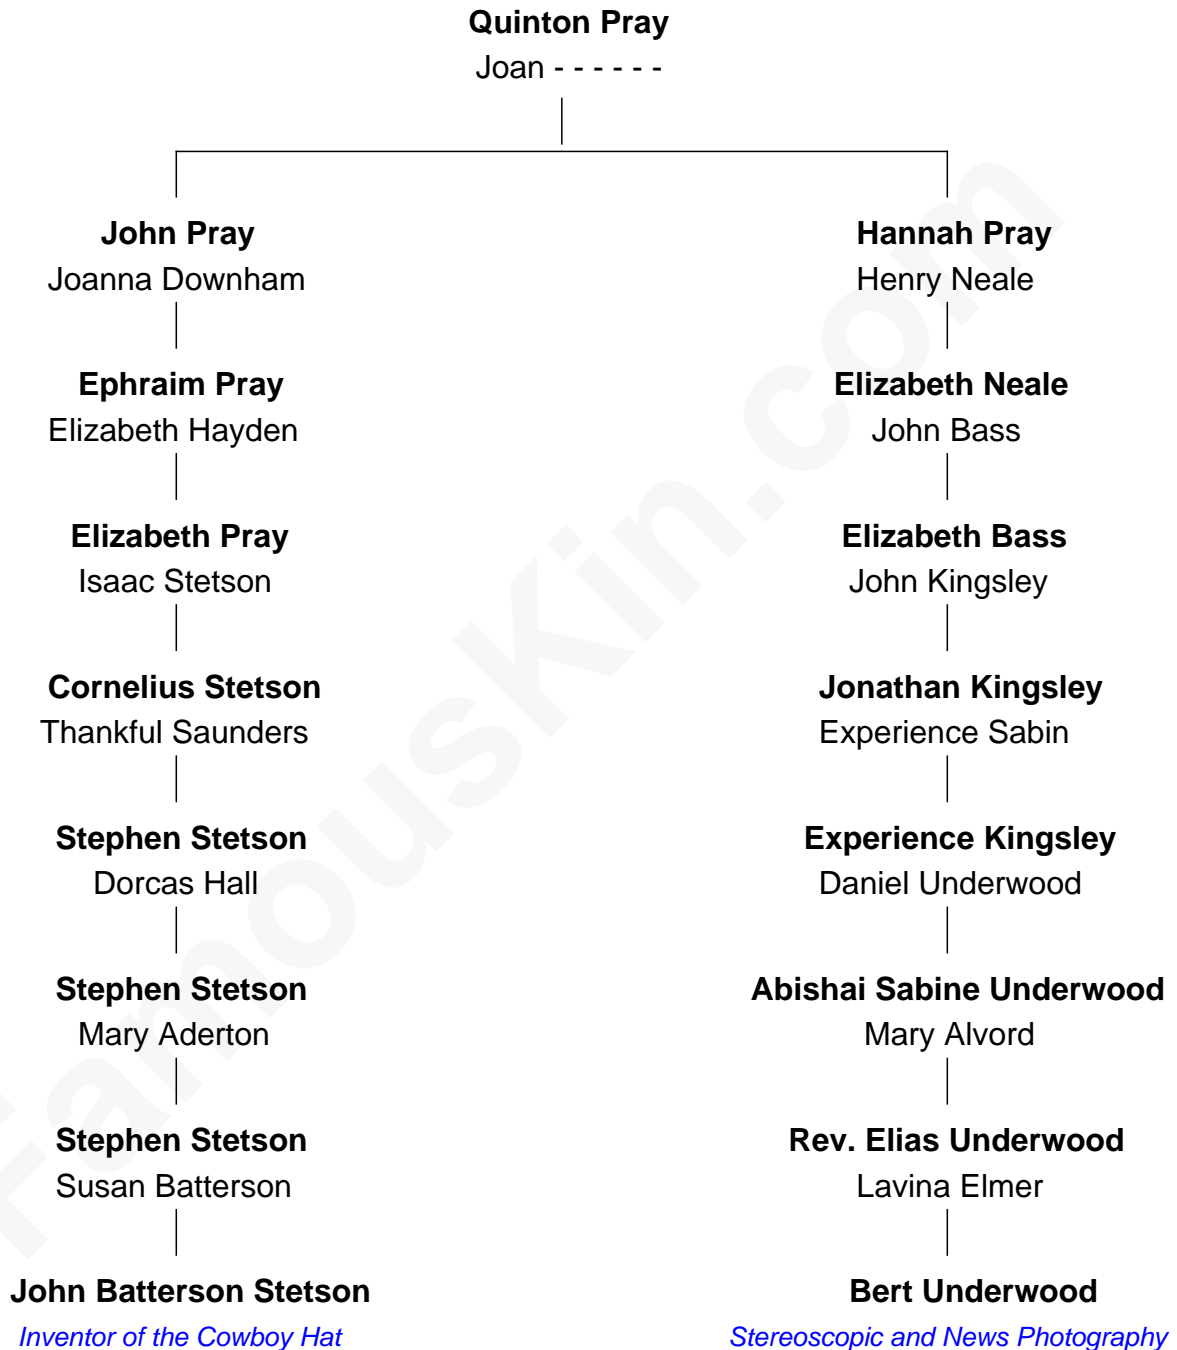 Quinton Pray
Joan - - - - - -
John Pray
Joanna Downham
Hannah Pray
Henry Neale
Ephraim Pray
Elizabeth Hayden
Elizabeth Neale
John Bass
Elizabeth Pray
Isaac Stetson
Elizabeth Bass
John Kingsley
Cornelius Stetson
Thankful Saunders
Jonathan Kingsley
Experience Sabin
Stephen Stetson
Dorcas Hall
Experience Kingsley
Daniel Underwood
Stephen Stetson
Mary Aderton
Abishai Sabine Underwood
Mary Alvord
Stephen Stetson
Susan Batterson
Rev. Elias Underwood
Lavina Elmer
John Batterson Stetson
Inventor of the Cowboy Hat
Bert Underwood
Stereoscopic and News Photography
FamousKin.com